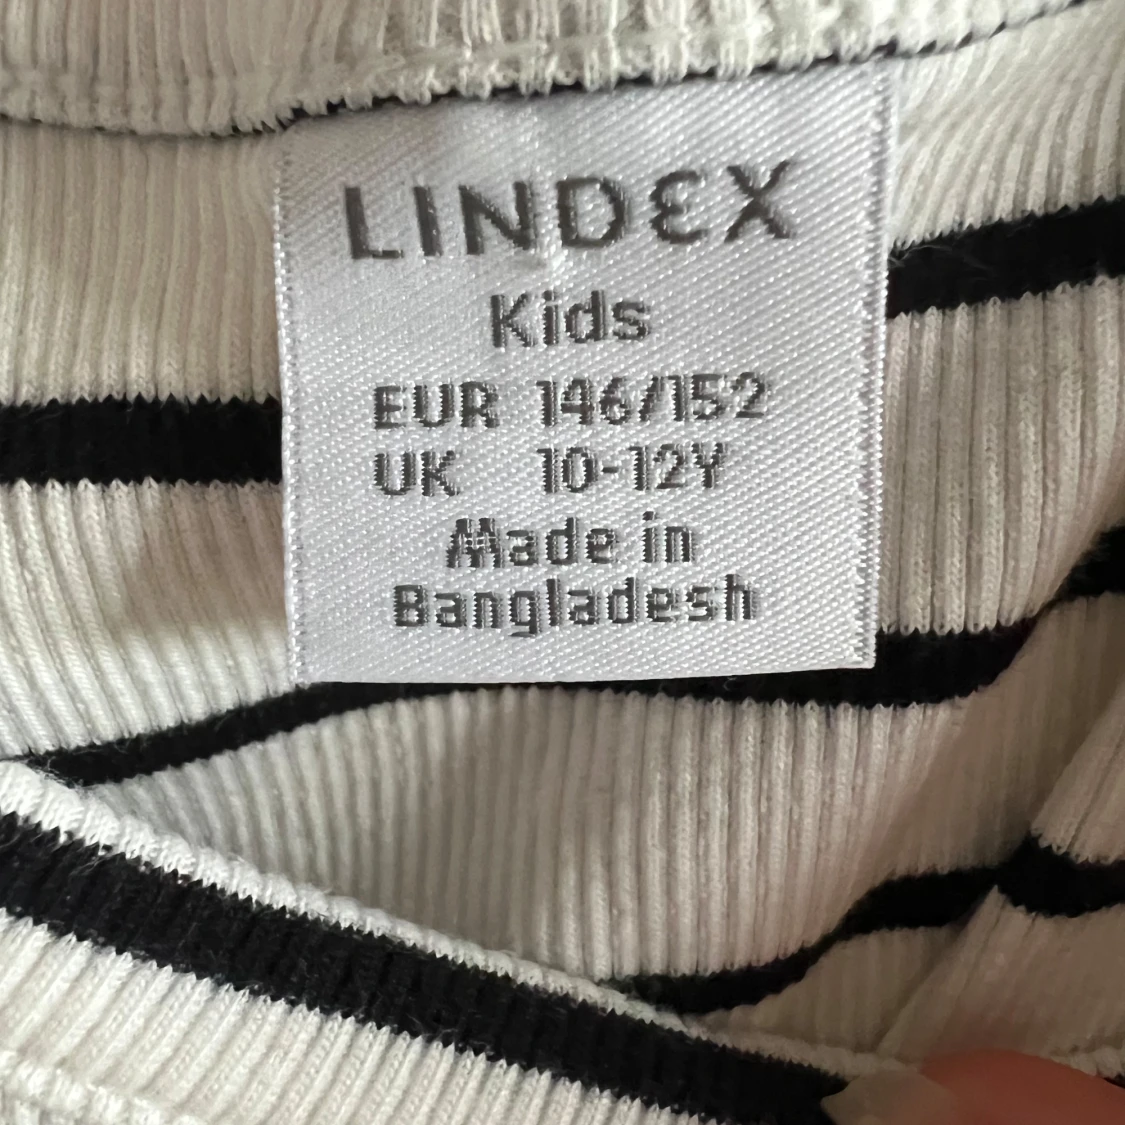 LINDEX
Kids
EUR 146/152
UK 10-12Y
Made in
Bangladesh